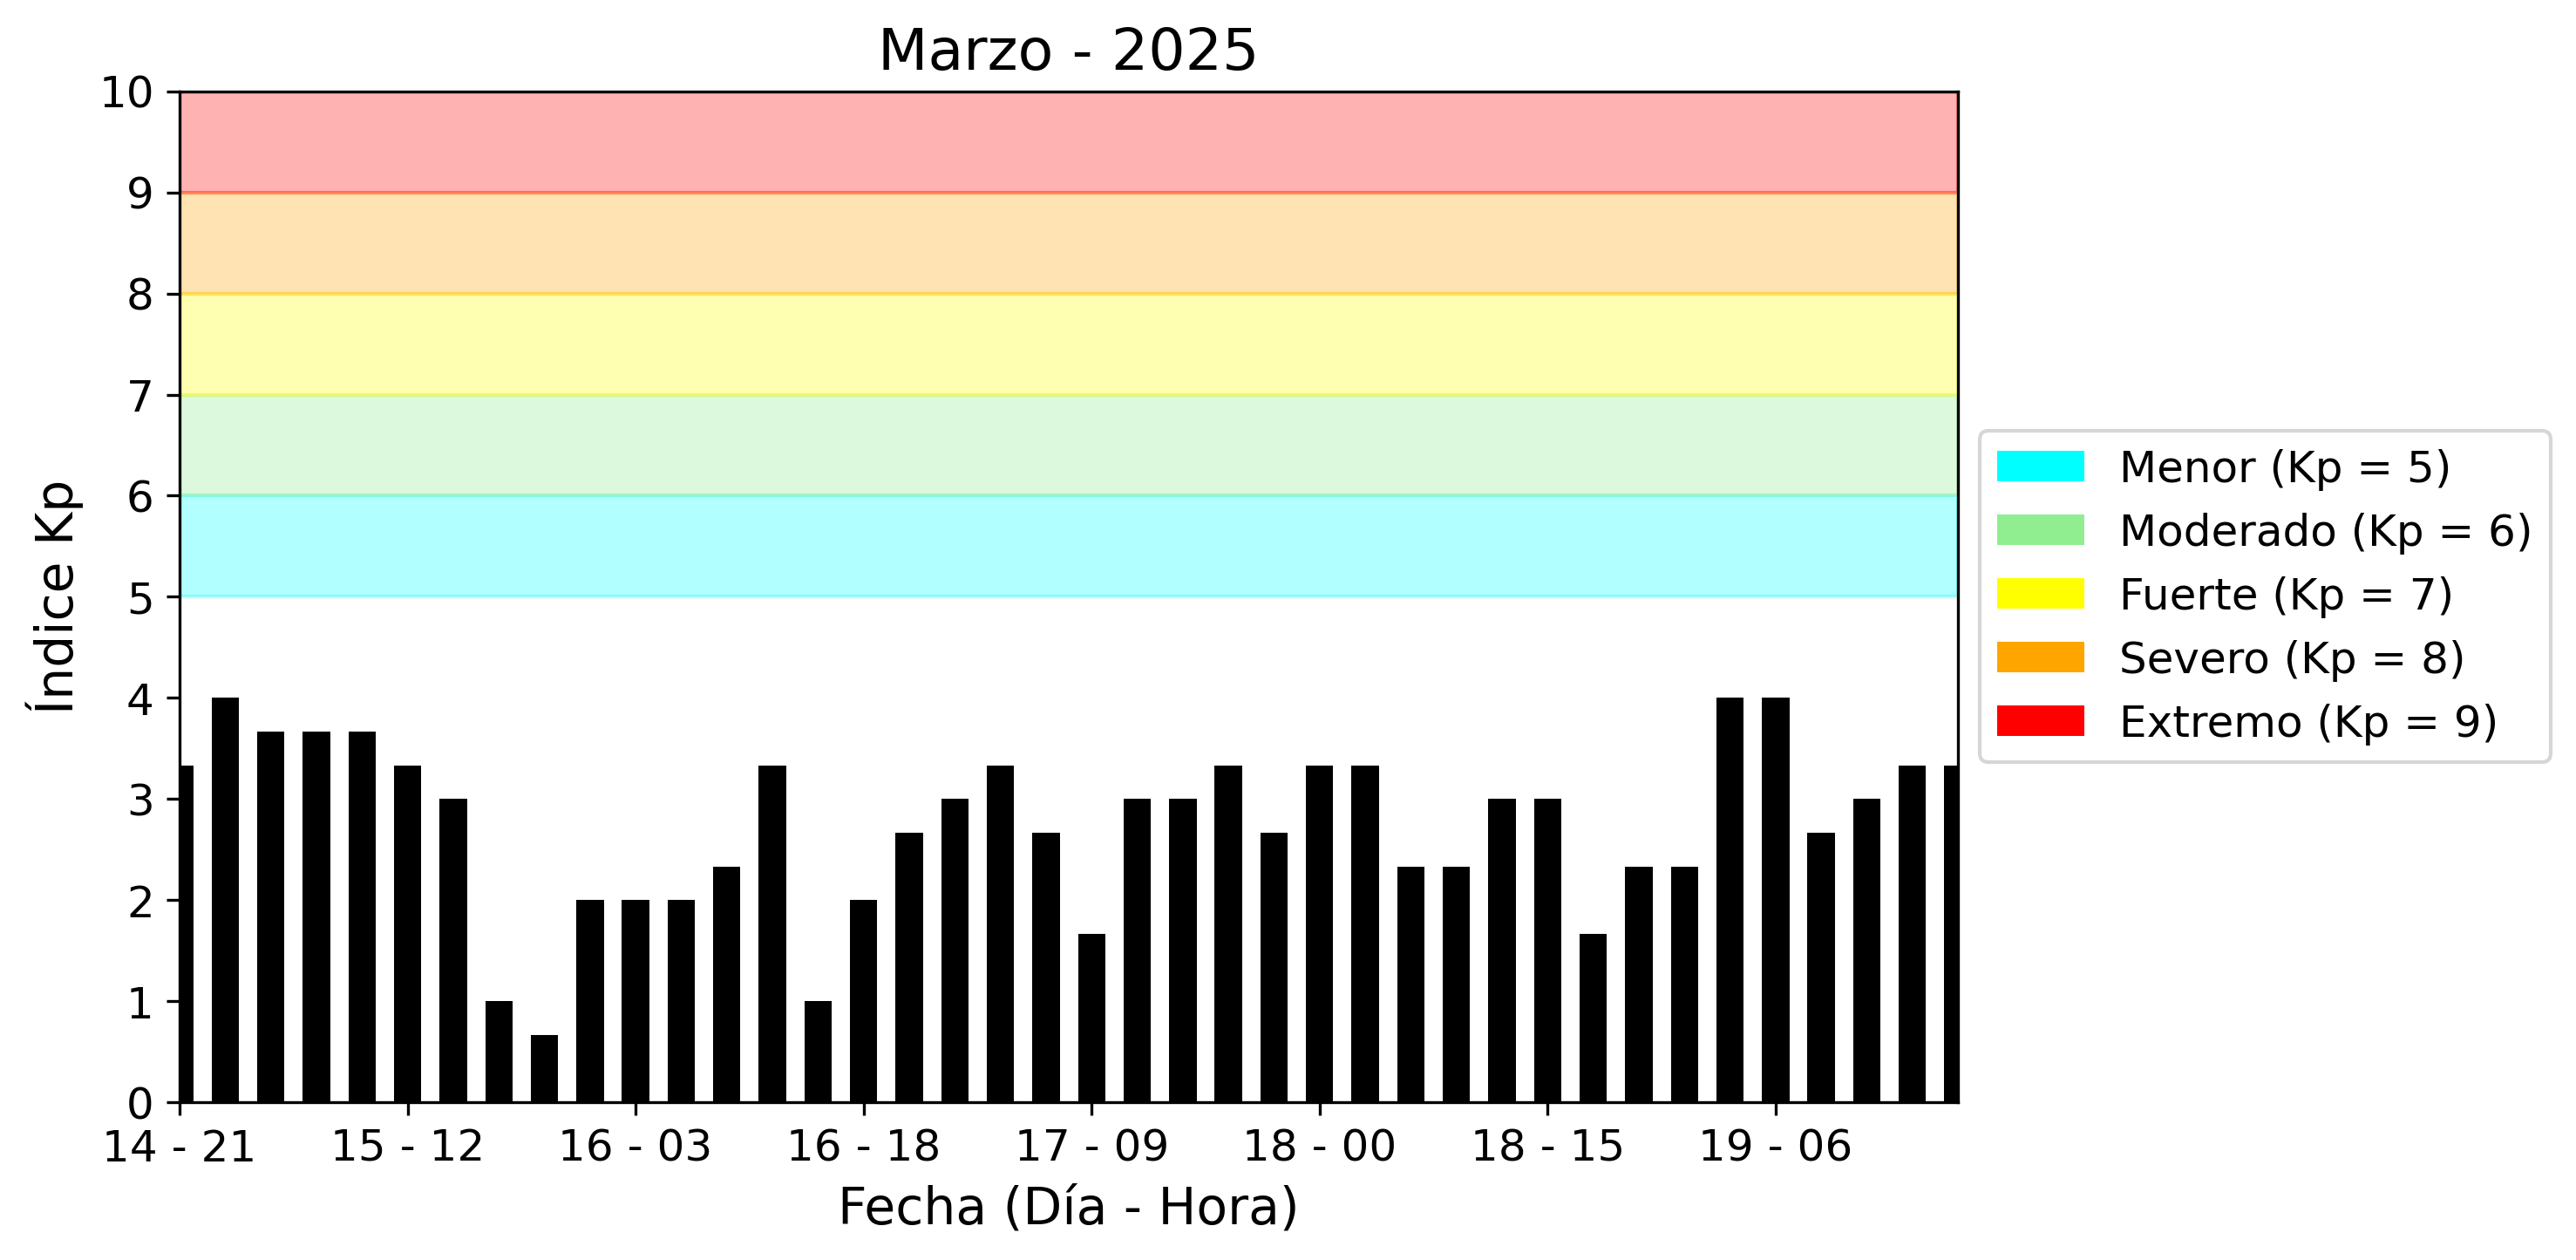 Marzo - 2025
10
9
8
7
6
5
4
3
2
1
0
Índice Kp
14 - 21
15 - 12
16 - 03
16 - 18
17 - 09
18 - 00
18 - 15
19 - 06
Fecha (Día - Hora)
Menor (Kp = 5)
Moderado (Kp = 6)
Fuerte (Kp = 7)
Severo (Kp = 8)
Extremo (Kp = 9)